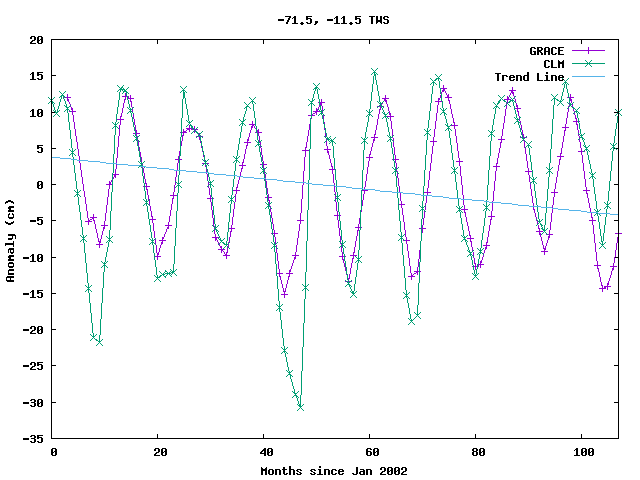 -71.5, -11.5 TWS
GRACE
CLM
Trend Line
20
15
10
5
0
-5
-10
-15
-20
-25
-30
-35
Anomaly (cm)
0 20 40 60 80 100
Months since Jan 2002